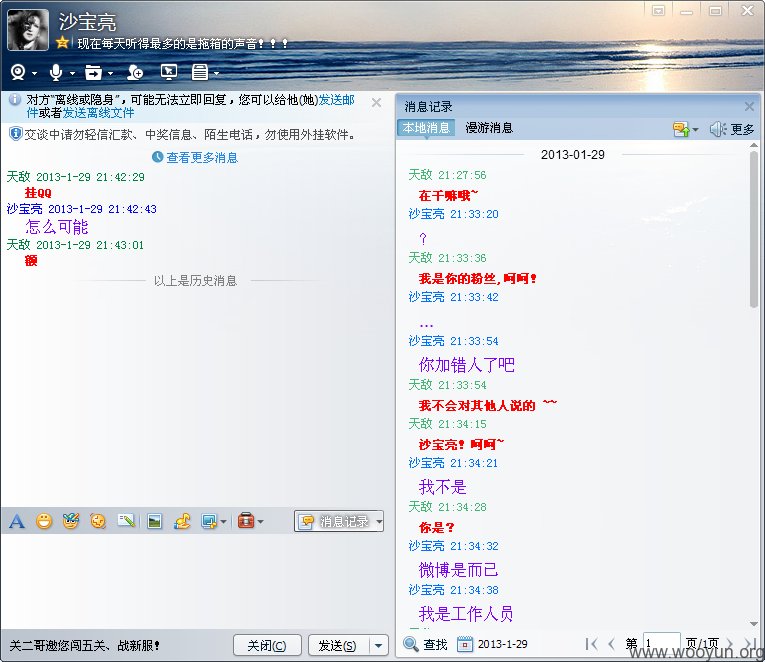 沙宝亮
现在每天听得最多的是拖箱的声音！！！
对方“离线或隐身”，可能无法立即回复，您可以给他(她)发送邮
件或者发送离线文件
交谈中请勿轻信汇款、中奖信息、陌生电话，勿使用外挂软件。
查看更多消息
天敌 2013-1-29 21:42:29
挂QQ
沙宝亮 2013-1-29 21:42:43
怎么可能
天敌 2013-1-29 21:43:01
额
以上是历史消息
消息记录
关二哥邀您闯五关、战新服！
关闭(C)
发送(S)
消息记录
本地消息 漫游消息
更多
2013-01-29
天敌 21:27:56
在干嘛哦~
沙宝亮 21:33:20
？
天敌 21:33:36
我是你的粉丝,呵呵!
沙宝亮 21:33:42
...
沙宝亮 21:33:54
你加错人了吧
天敌 21:33:54
我不会对其他人说的 ~~
天敌 21:34:15
沙宝亮! 呵呵~
沙宝亮 21:34:21
我不是
天敌 21:34:28
你是？
沙宝亮 21:34:32
微博是而已
沙宝亮 21:34:38
我是工作人员
查找 2013-1-29 第 1 页/1页
www.wooyun.org